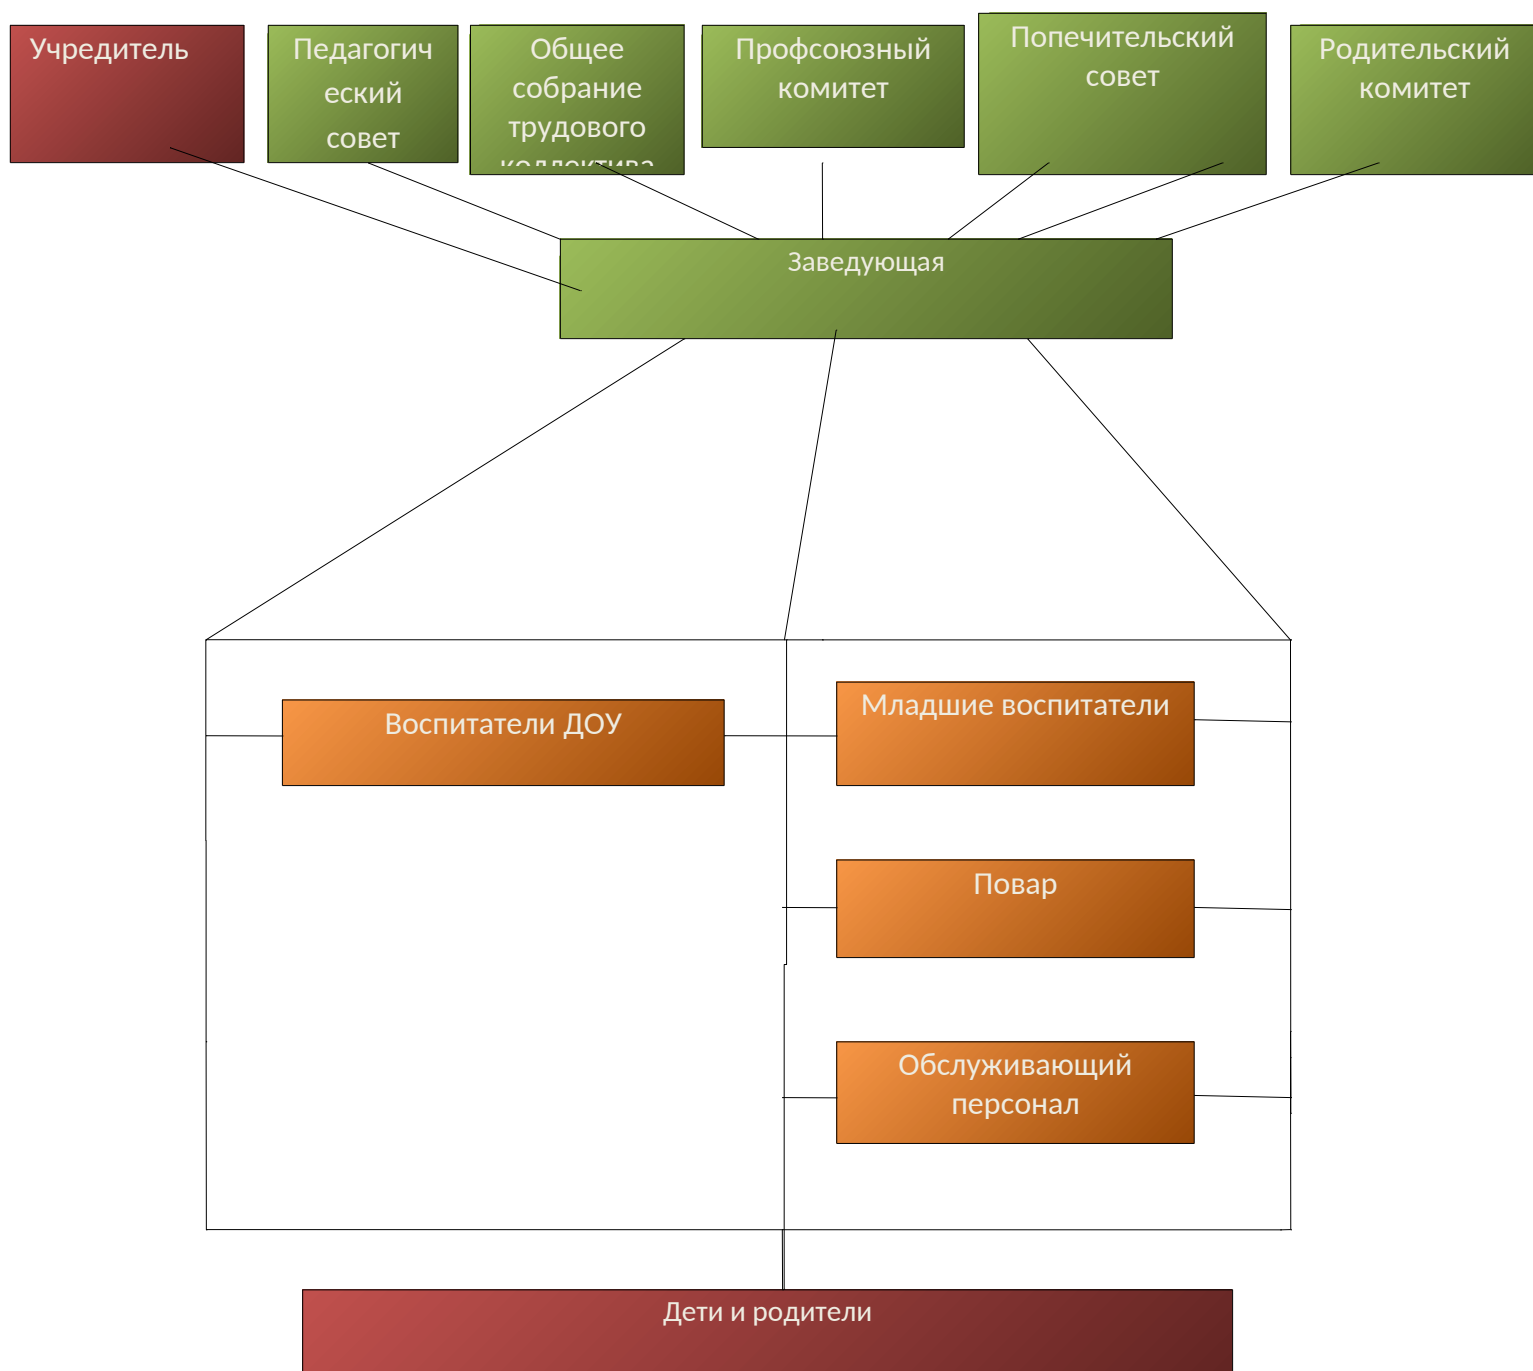 Учредитель
Педагогич
еский
совет
Общее
собрание
трудового
коллектива
Профсоюзный
комитет
Попечительский
совет
Родительский
комитет
Заведующая
Воспитатели ДОУ
Младшие воспитатели
Повар
Обслуживающий
персонал
Дети и родители